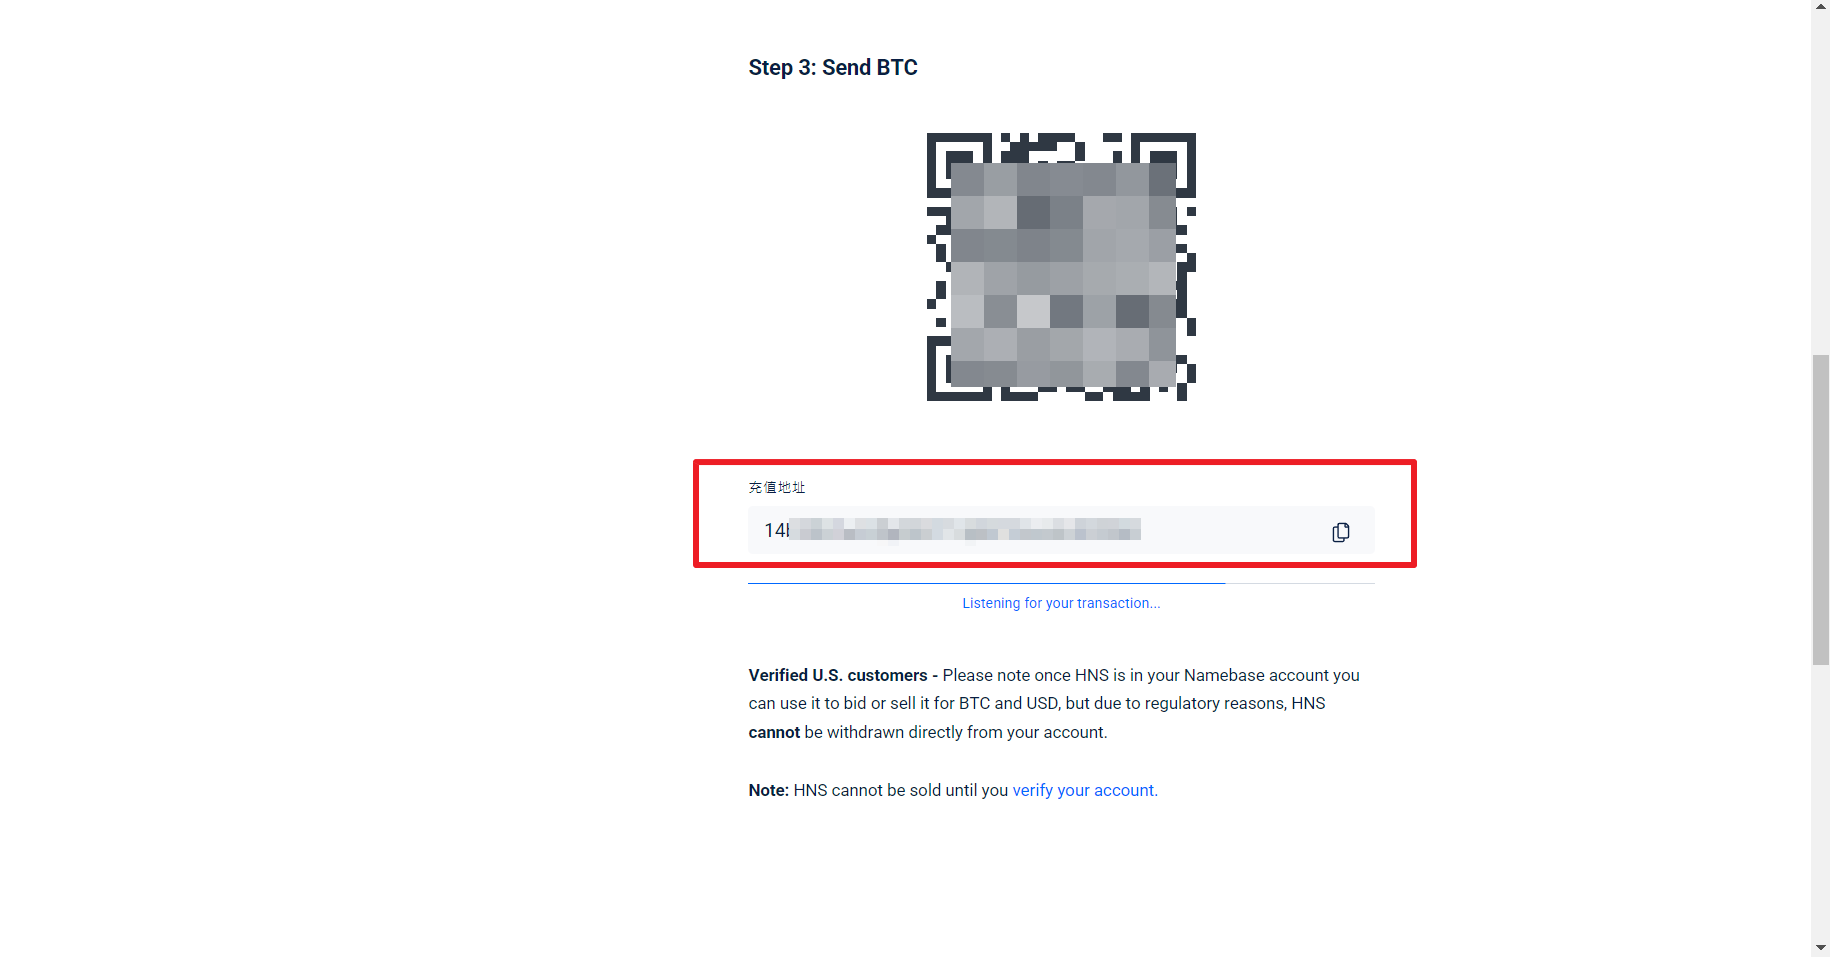 Step 3: Send BTC
充值地址
14
Listening for your transaction...
Verified U.S. customers - Please note once HNS is in your Namebase account you
can use it to bid or sell it for BTC and USD, but due to regulatory reasons, HNS
cannot be withdrawn directly from your account.
Note: HNS cannot be sold until you verify your account.